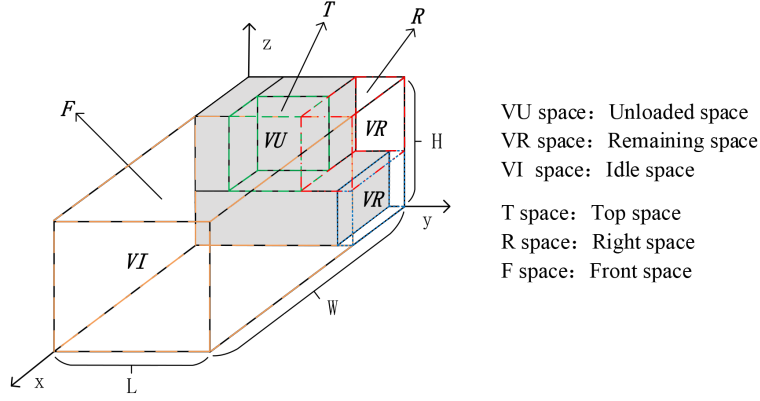 T
R
z
F
VU
VR
H
VR
y
VI
W
x
L
VU space: Unloaded space
VR space: Remaining space
VI space: Idle space
T space: Top space
R space: Right space
F space: Front space